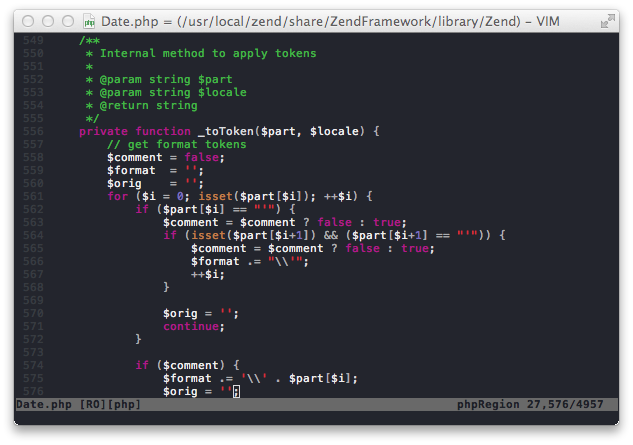 Date.php = (/usr/local/zend/share/ZendFramework/library/Zend) – VIM
549     /**
550      * Internal method to apply tokens
551      *
552      * @param string $part
553      * @param string $locale
554      * @return string
555      */
556     private function _toToken($part, $locale) {
557         // get format tokens
558         $comment = false;
559         $format  = '';
560         $orig    = '';
561         for ($i = 0; isset($part[$i]); ++$i) {
562             if ($part[$i] == "'") {
563                 $comment = $comment ? false : true;
564                 if (isset($part[$i+1]) && ($part[$i+1] == "'")) {
565                     $comment = $comment ? false : true;
566                     $format .= "\\'";
567                     ++$i;
568                 }
569
570                 $orig = '';
571                 continue;
572             }
573
574             if ($comment) {
575                 $format .= '\\' . $part[$i];
576                 $orig = '';
Date.php [RO][php] phpRegion 27,576/4957